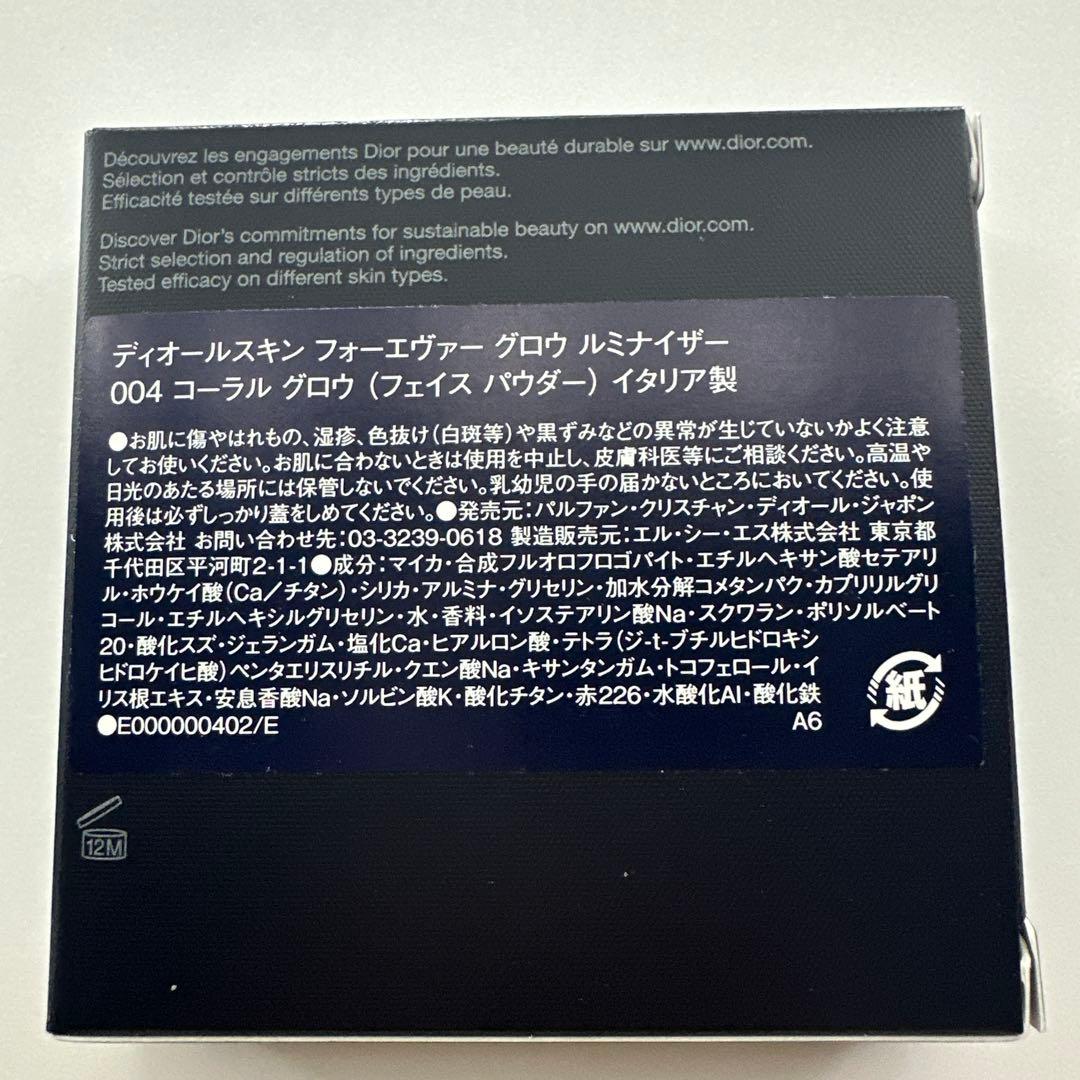 Découvrez les engagements Dior pour une beauté durable sur www.dior.com.
Sélection et contrôle stricts des ingrédients.
Efficacité testée sur différents types de peau.
Discover Dior's commitments for sustainable beauty on www.dior.com.
Strict selection and regulation of ingredients.
Tested efficacy on different skin types.
ディオールスキン フォーエヴァー グロウ ルミナイザー
004 コーラル グロウ (フェイス パウダー) イタリア製
●お肌に傷やはれもの、湿疹、色抜け(白斑等)や黒ずみなどの異常が生じていないかよく注意
してお使いください。お肌に合わないときは使用を中止し、皮膚科医等にご相談ください。高温や
日光のあたる場所には保管しないでください。乳幼児の手の届かないところにおいてください。使
用後は必ずしっかり蓋をしめてください。●発売元:パルファン・クリスチャン・ディオール・ジャポン
株式会社 お問い合わせ先:03-3239-0618 製造販売元:エル・シー・エス株式会社 東京都
千代田区平河町2-1-1●成分:マイカ・合成フルオロフロゴパイト・エチルヘキサン酸セテアリ
ル・ホウケイ酸(Ca/チタン)・シリカ・アルミナ・グリセリン・加水分解コメタンパク・カプリリルグリ
コール・エチルヘキシルグリセリン・水・香料・イソステアリン酸Na・スクワラン・ポリソルベート
20・酸化スズ・ジェランガム・塩化Ca・ヒアルロン酸・テトラ(ジ-t-ブチルヒドロキシ
ヒドロケイヒ酸)ペンタエリスリチル・クエン酸Na・キサンタンガム・トコフェロール・イ
リス根エキス・安息香酸Na・ソルビン酸K・酸化チタン・赤226・水酸化Al・酸化鉄
●E000000402/E
A6
紙
12M